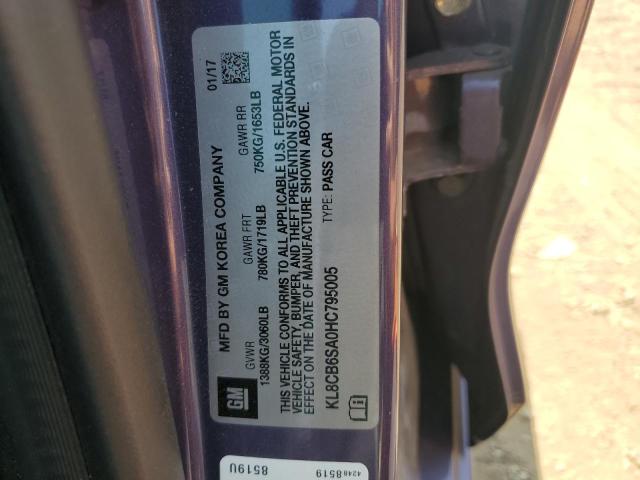 MFD BY GM KOREA COMPANY 01/17
GVWR GAWR FRT GAWR RR
1388KG/3060LB 780KG/1719LB 750KG/1653LB
THIS VEHICLE CONFORMS TO ALL APPLICABLE U.S. FEDERAL MOTOR
VEHICLE SAFETY, BUMPER, AND THEFT PREVENTION STANDARDS IN
EFFECT ON THE DATE OF MANUFACTURE SHOWN ABOVE.
KL8CB6SA0HC795005 TYPE: PASS CAR
GM
8519U
4248 8519